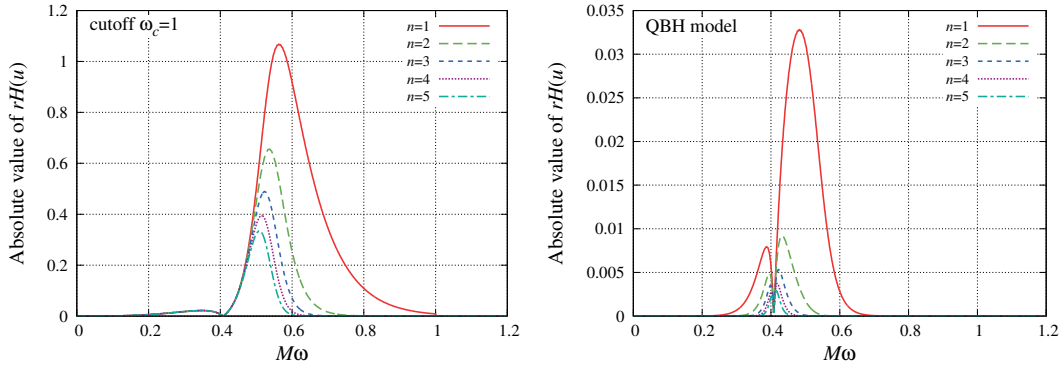 cutoff ω_c=1
n=1
n=2
n=3
n=4
n=5
Absolute value of rH(u)
1.2
1
0.8
0.6
0.4
0.2
0
0 0.2 0.4 0.6 0.8 1 1.2
Mω
QBH model
n=1
n=2
n=3
n=4
n=5
Absolute value of rH(u)
0.035
0.03
0.025
0.02
0.015
0.01
0.005
0
0 0.2 0.4 0.6 0.8 1 1.2
Mω